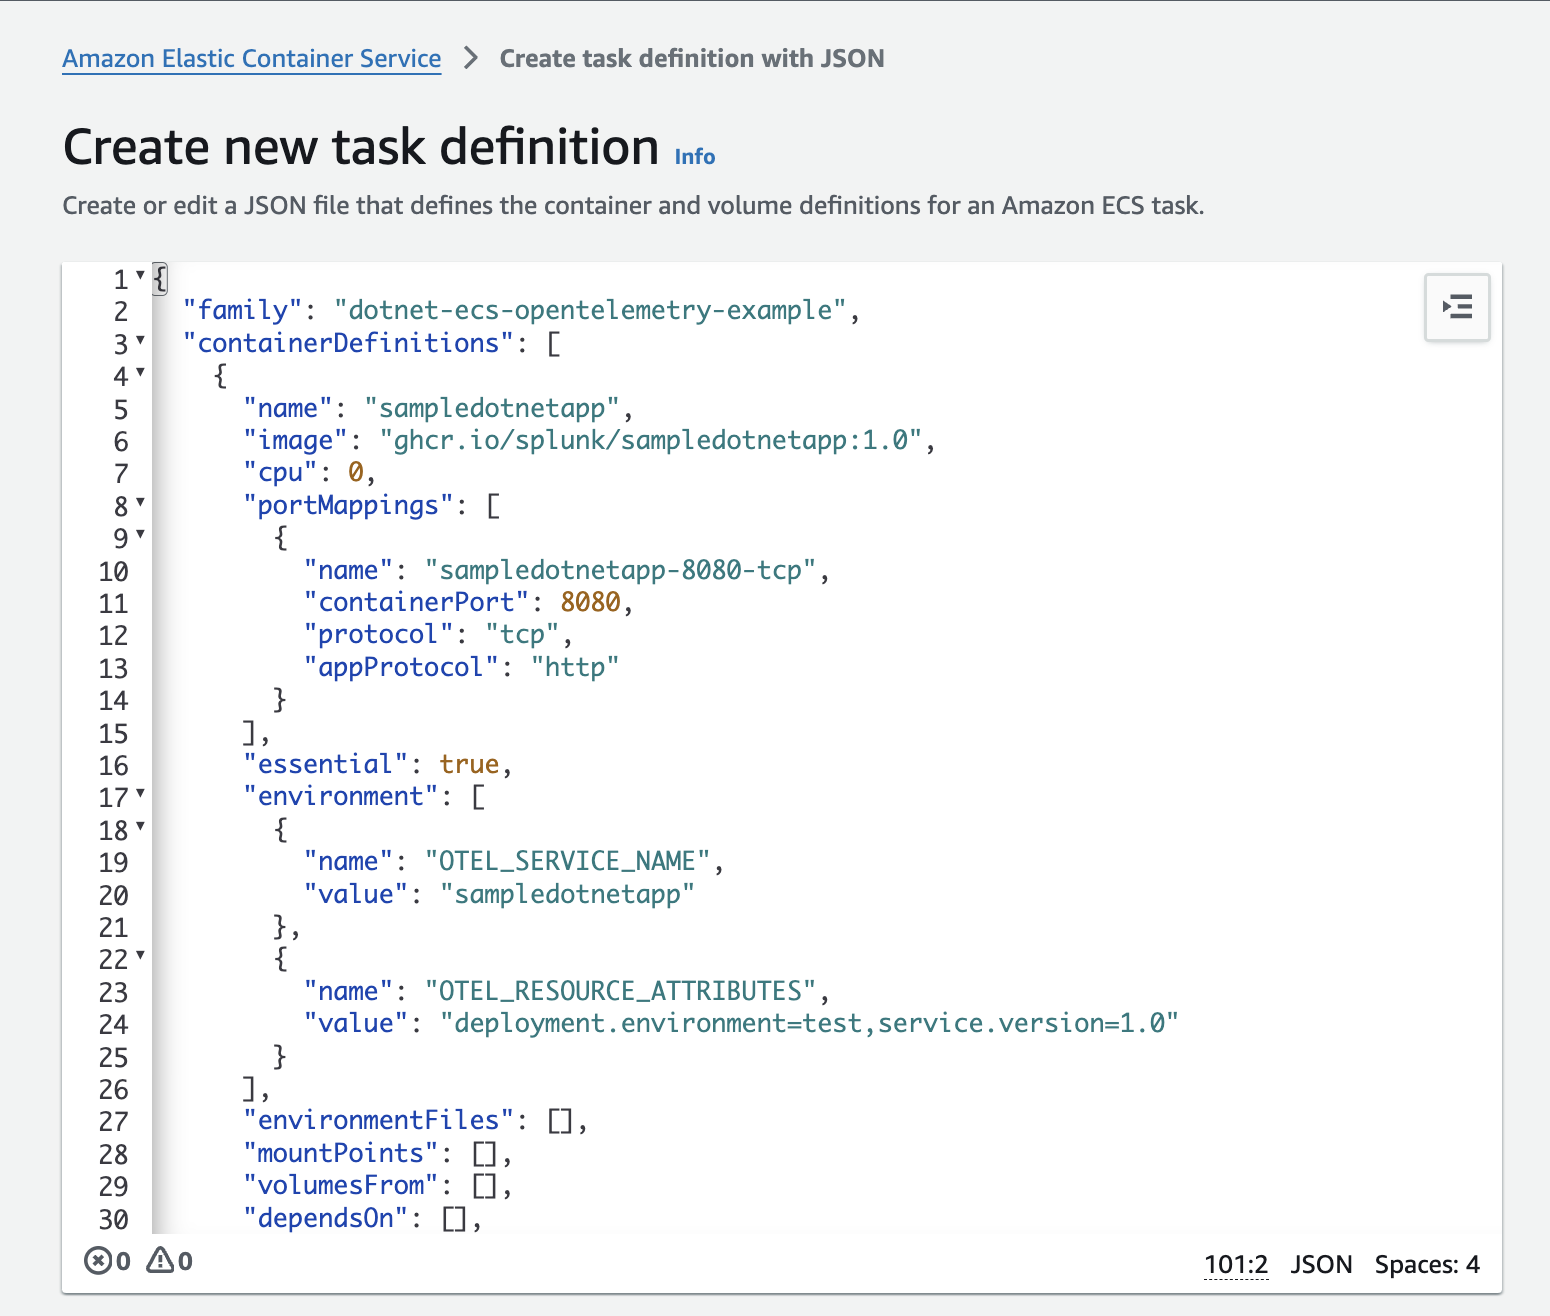 Amazon Elastic Container Service > Create task definition with JSON
Create new task definition Info
Create or edit a JSON file that defines the container and volume definitions for an Amazon ECS task.
1 {
2   "family": "dotnet-ecs-opentelemetry-example",
3   "containerDefinitions": [
4     {
5       "name": "sampledotnetapp",
6       "image": "ghcr.io/splunk/sampledotnetapp:1.0",
7       "cpu": 0,
8       "portMappings": [
9         {
10           "name": "sampledotnetapp-8080-tcp",
11           "containerPort": 8080,
12           "protocol": "tcp",
13           "appProtocol": "http"
14         }
15       ],
16       "essential": true,
17       "environment": [
18         {
19           "name": "OTEL_SERVICE_NAME",
20           "value": "sampledotnetapp"
21         },
22         {
23           "name": "OTEL_RESOURCE_ATTRIBUTES",
24           "value": "deployment.environment=test,service.version=1.0"
25         }
26       ],
27       "environmentFiles": [],
28       "mountPoints": [],
29       "volumesFrom": [],
30       "dependsOn": [],
0 0 101:2 JSON Spaces: 4